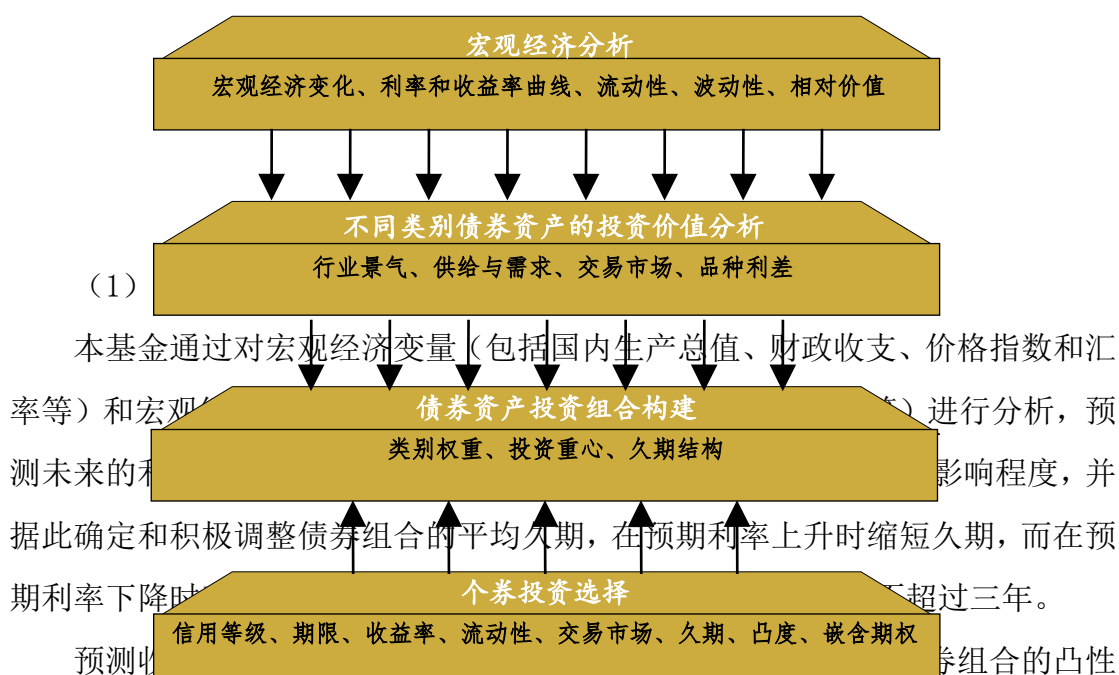 宏观经济分析
宏观经济变化、利率和收益率曲线、流动性、波动性、相对价值
不同类别债券资产的投资价值分析
行业景气、供给与需求、交易市场、品种利差
（1）
本基金通过对宏观经济变量（包括国内生产总值、财政收支、价格指数和汇
债券资产投资组合构建
率等）和宏观 ）进行分析，预
类别权重、投资重心、久期结构
测未来的 影响程度，并
据此确定和积极调整债券组合的平均久期，在预期利率上升时缩短久期，而在预
个券投资选择
期利率下降时 不超过三年。
信用等级、期限、收益率、流动性、交易市场、久期、凸度、嵌含期权
预测收 券组合的凸性